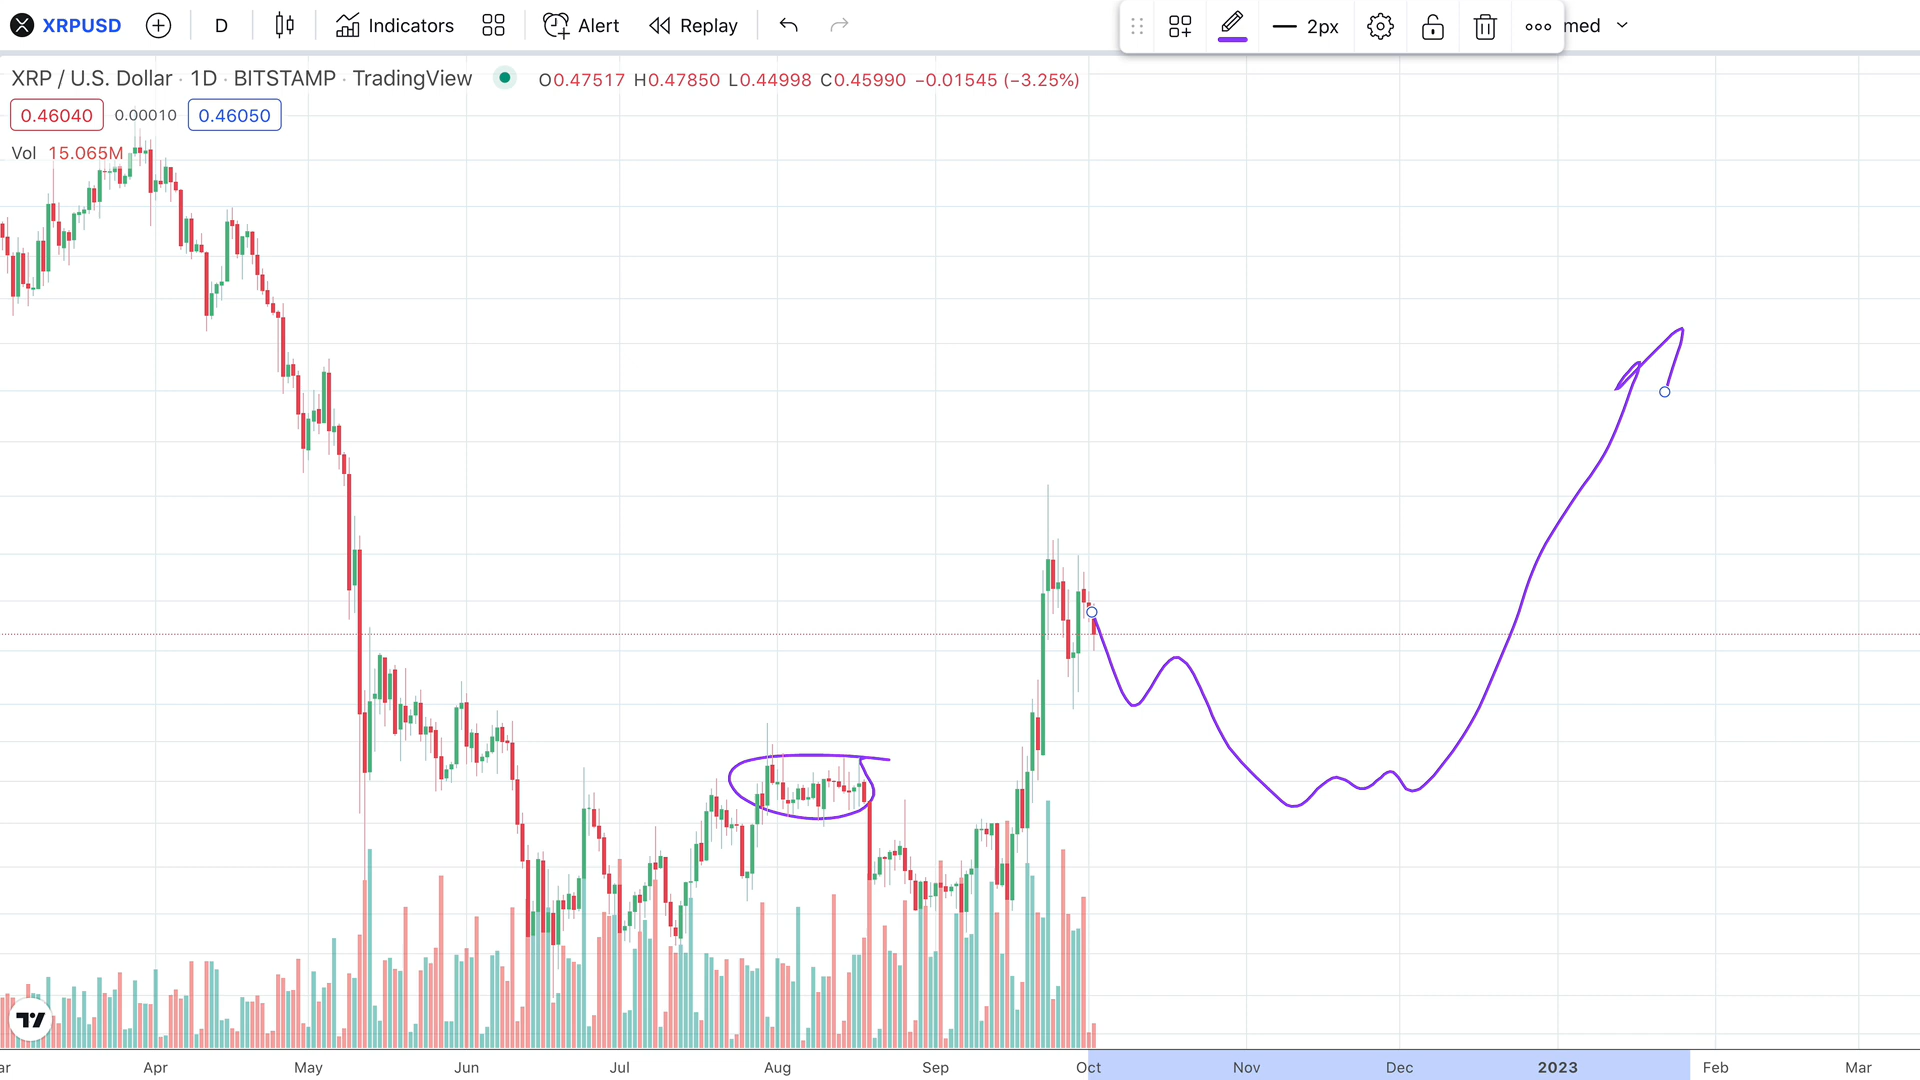 XRPUSD D Indicators Alert Replay 2px med
XRP / U.S. Dollar · 1D · BITSTAMP · TradingView O0.47517 H0.47850 L0.44998 C0.45990 −0.01545 (−3.25%)
0.46040 0.00010 0.46050
Vol 15.065M
ar Apr May Jun Jul Aug Sep Oct Nov Dec 2023 Feb Mar